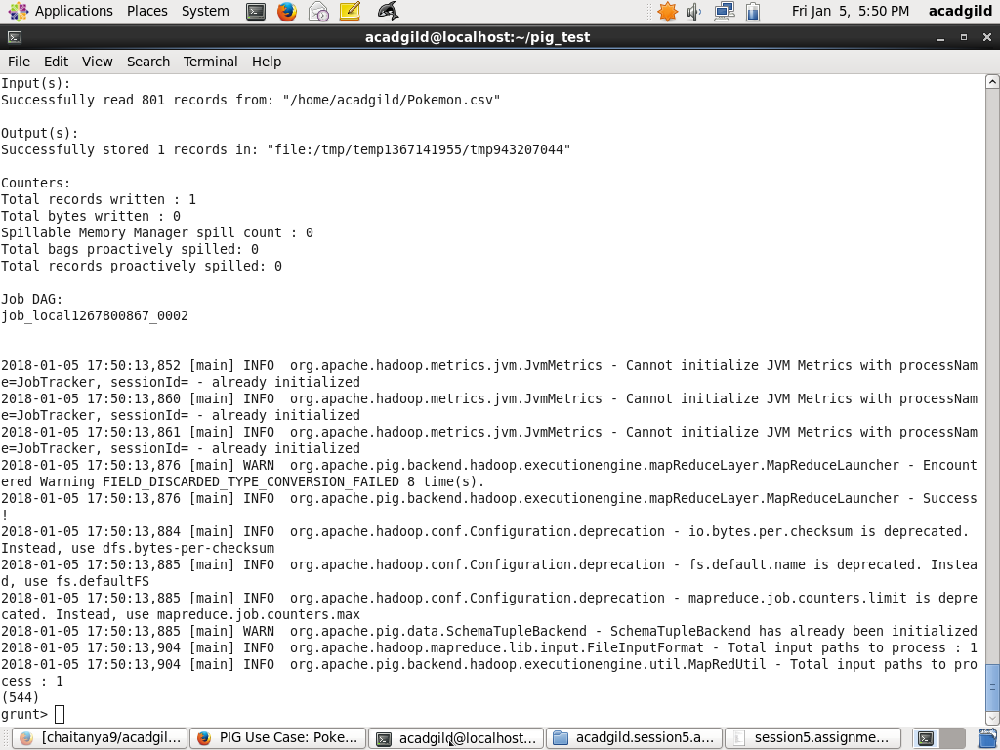 Applications Places System Fri Jan 5, 5:50 PM acadgild
acadgild@localhost:~/pig_test
File Edit View Search Terminal Help
Input(s):
Successfully read 801 records from: "/home/acadgild/Pokemon.csv"
Output(s):
Successfully stored 1 records in: "file:/tmp/temp1367141955/tmp943207044"
Counters:
Total records written : 1
Total bytes written : 0
Spillable Memory Manager spill count : 0
Total bags proactively spilled: 0
Total records proactively spilled: 0
Job DAG:
job_local1267800867_0002
2018-01-05 17:50:13,852 [main] INFO  org.apache.hadoop.metrics.jvm.JvmMetrics - Cannot initialize JVM Metrics with processNam
e=JobTracker, sessionId= - already initialized
2018-01-05 17:50:13,860 [main] INFO  org.apache.hadoop.metrics.jvm.JvmMetrics - Cannot initialize JVM Metrics with processNam
e=JobTracker, sessionId= - already initialized
2018-01-05 17:50:13,861 [main] INFO  org.apache.hadoop.metrics.jvm.JvmMetrics - Cannot initialize JVM Metrics with processNam
e=JobTracker, sessionId= - already initialized
2018-01-05 17:50:13,876 [main] WARN  org.apache.pig.backend.hadoop.executionengine.mapReduceLayer.MapReduceLauncher - Encount
ered Warning FIELD_DISCARDED_TYPE_CONVERSION_FAILED 8 time(s).
2018-01-05 17:50:13,876 [main] INFO  org.apache.pig.backend.hadoop.executionengine.mapReduceLayer.MapReduceLauncher - Success
!
2018-01-05 17:50:13,884 [main] INFO  org.apache.hadoop.conf.Configuration.deprecation - io.bytes.per.checksum is deprecated.
Instead, use dfs.bytes-per-checksum
2018-01-05 17:50:13,885 [main] INFO  org.apache.hadoop.conf.Configuration.deprecation - fs.default.name is deprecated. Instea
d, use fs.defaultFS
2018-01-05 17:50:13,885 [main] INFO  org.apache.hadoop.conf.Configuration.deprecation - mapreduce.job.counters.limit is depre
cated. Instead, use mapreduce.job.counters.max
2018-01-05 17:50:13,885 [main] WARN  org.apache.pig.data.SchemaTupleBackend - SchemaTupleBackend has already been initialized
2018-01-05 17:50:13,904 [main] INFO  org.apache.hadoop.mapreduce.lib.input.FileInputFormat - Total input paths to process : 1
2018-01-05 17:50:13,904 [main] INFO  org.apache.pig.backend.hadoop.executionengine.util.MapRedUtil - Total input paths to pro
cess : 1
(544)
grunt>
[chaitanya9/acadgil... PIG Use Case: Poke... acadgild@localhost... acadgild.session5.a... session5.assignme...